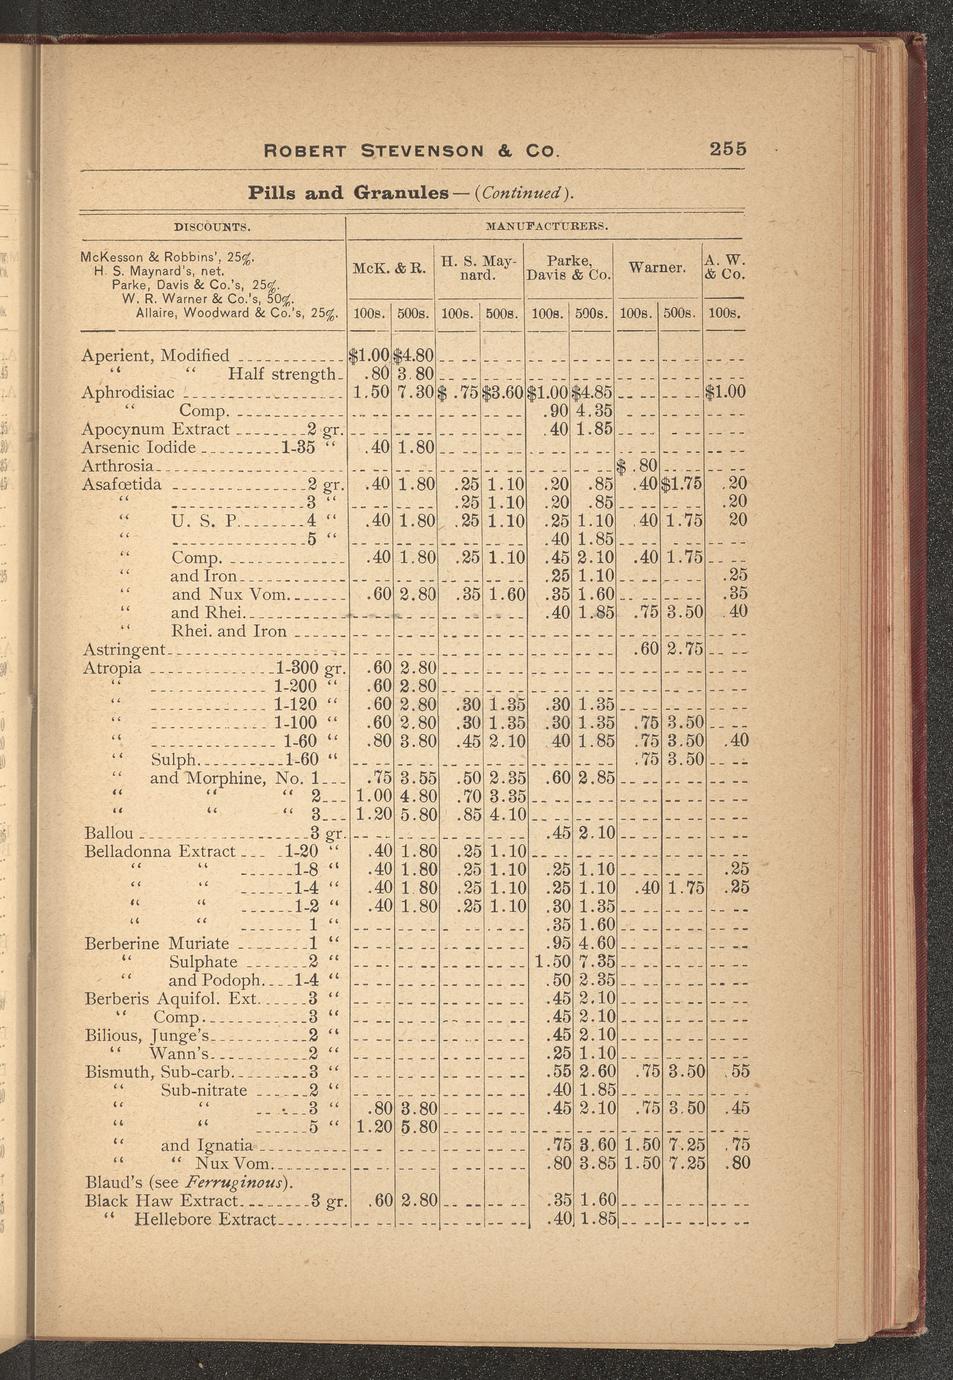 ROBERT STEVENSON & CO. 255
Pills and Granules—(Continued).
DISCOUNTS. MANUFACTURERS.
McKesson & Robbins', 25%.
H. S. Maynard's, net.
Parke, Davis & Co.'s, 25%.
W. R. Warner & Co.'s, 50%.
Allaire, Woodward & Co.'s, 25%.
McK. & R. H. S. Maynard. Parke, Davis & Co. Warner. A. W. & Co.
100s. 500s. 100s. 500s. 100s. 500s. 100s. 500s. 100s.
Aperient, Modified $1.00 $4.80
“ “ Half strength .80 3.80
Aphrodisiac 1.50 7.30 $ .75 $3.60 $1.00 $4.85 $1.00
“ Comp. .90 4.35
Apocynum Extract 2 gr. .40 1.85
Arsenic Iodide 1-35 “ .40 1.80
Arthrosia $ .80
Asafœtida 2 gr. .40 1.80 .25 1.10 .20 .85 .40 $1.75 .20
“ 3 “ .25 1.10 .20 .85 .20
“ U. S. P. 4 “ .40 1.80 .25 1.10 .25 1.10 .40 1.75 20
“ 5 “ .40 1.85
“ Comp. .40 1.80 .25 1.10 .45 2.10 .40 1.75
“ and Iron .25 1.10 .25
“ and Nux Vom. .60 2.80 .35 1.60 .35 1.60 .35
“ and Rhei. .40 1.85 .75 3.50 .40
“ Rhei. and Iron
Astringent .60 2.75
Atropia 1-300 gr. .60 2.80
“ 1-200 “ .60 2.80
“ 1-120 “ .60 2.80 .30 1.35 .30 1.35
“ 1-100 “ .60 2.80 .30 1.35 .30 1.35 .75 3.50
“ 1-60 “ .80 3.80 .45 2.10 40 1.85 .75 3.50 .40
“ Sulph. 1-60 “ .75 3.50
“ and Morphine, No. 1 .75 3.55 .50 2.35 .60 2.85
“ “ “ 2 1.00 4.80 .70 3.35
“ “ “ 3 1.20 5.80 .85 4.10
Ballou 3 gr. .45 2.10
Belladonna Extract 1-20 “ .40 1.80 .25 1.10
“ “ 1-8 “ .40 1.80 .25 1.10 .25 1.10 .25
“ “ 1-4 “ .40 1.80 .25 1.10 .25 1.10 .40 1.75 .25
“ “ 1-2 “ .40 1.80 .25 1.10 .30 1.35
“ “ 1 “ .35 1.60
Berberine Muriate 1 “ .95 4.60
“ Sulphate 2 “ 1.50 7.35
“ and Podoph. 1-4 “ .50 2.35
Berberis Aquifol. Ext. 3 “ .45 2.10
“ Comp. 3 “ .45 2.10
Bilious, Junge's 2 “ .45 2.10
“ Wann's 2 “ .25 1.10
Bismuth, Sub-carb. 3 “ .55 2.60 .75 3.50 .55
“ Sub-nitrate 2 “ .40 1.85
“ “ 3 “ .80 3.80 .45 2.10 .75 3.50 .45
“ “ 5 “ 1.20 5.80
“ and Ignatia .75 3.60 1.50 7.25 .75
“ “ Nux Vom. .80 3.85 1.50 7.25 .80
Blaud's (see Ferruginous).
Black Haw Extract 3 gr. .60 2.80 .35 1.60
“ Hellebore Extract .40 1.85